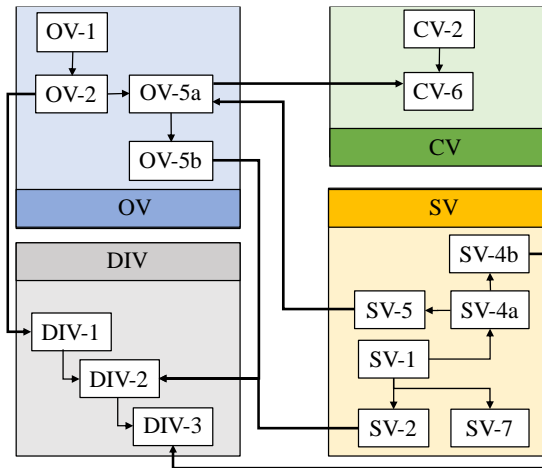 OV-1
OV-2
OV-5a
OV-5b
OV
CV-2
CV-6
CV
DIV
DIV-1
DIV-2
DIV-3
SV
SV-4b
SV-5
SV-4a
SV-1
SV-2
SV-7